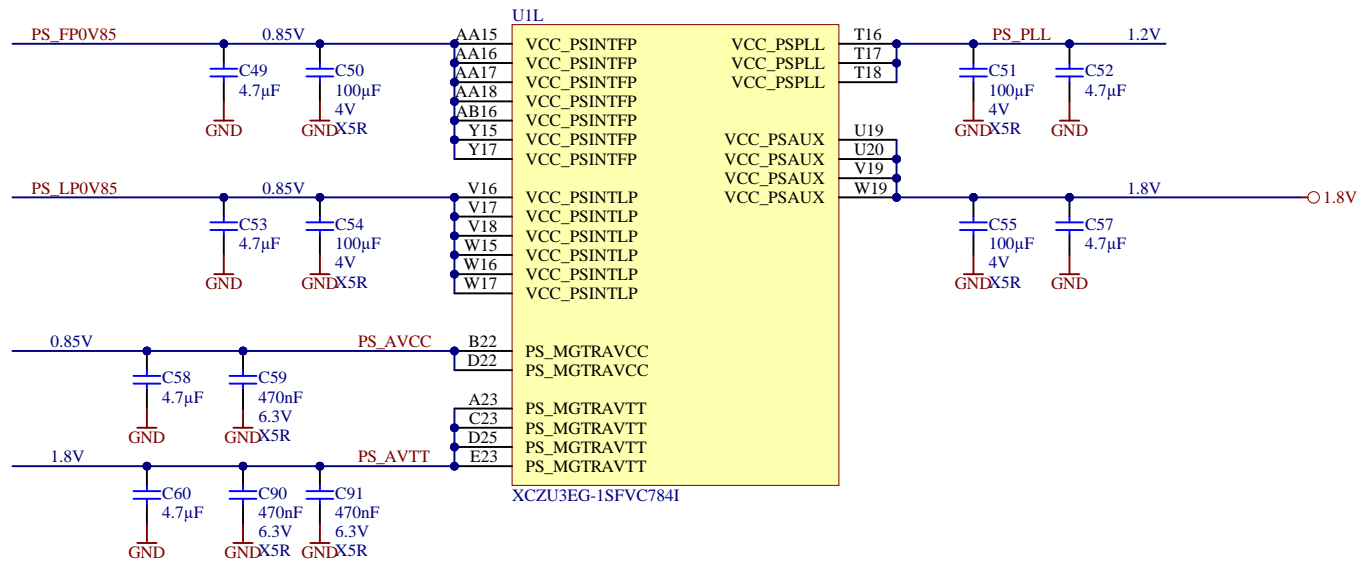 U1L
PS_FP0V85 0.85V AA15 VCC_PSINTFP VCC_PSPLL T16 PS_PLL 1.2V
AA16 VCC_PSINTFP VCC_PSPLL T17
C49 C50 AA17 VCC_PSINTFP VCC_PSPLL T18 C51 C52
4.7µF 100µF AA18 VCC_PSINTFP 100µF 4.7µF
4V AB16 VCC_PSINTFP 4V
GND GND X5R Y15 VCC_PSINTFP VCC_PSAUX U19 GND X5R GND
Y17 VCC_PSINTFP VCC_PSAUX U20
VCC_PSAUX V19
PS_LP0V85 0.85V V16 VCC_PSINTLP VCC_PSAUX W19 1.8V 1.8V
V17 VCC_PSINTLP
C53 C54 V18 VCC_PSINTLP C55 C57
4.7µF 100µF W15 VCC_PSINTLP 100µF 4.7µF
4V W16 VCC_PSINTLP 4V
GND GND X5R W17 VCC_PSINTLP GND X5R GND
0.85V PS_AVCC B22 PS_MGTRAVCC
D22 PS_MGTRAVCC
C58 C59
4.7µF 470nF
6.3V A23 PS_MGTRAVTT
GND GND X5R C23 PS_MGTRAVTT
D25 PS_MGTRAVTT
1.8V PS_AVTT E23 PS_MGTRAVTT
C60 C90 C91 XCZU3EG-1SFVC784I
4.7µF 470nF 470nF
6.3V 6.3V
GND GND X5R GND X5R